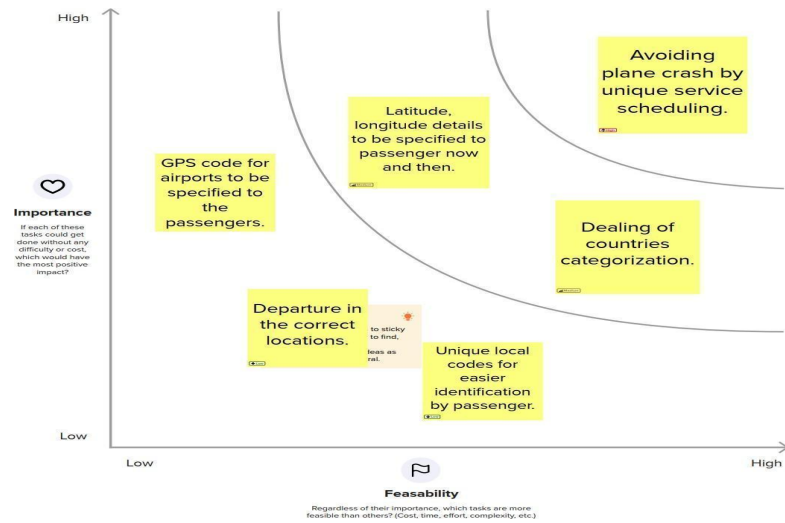 High
Avoiding
plane crash by
unique service
scheduling.
Latitude,
longitude details
to be specified to
passenger now
and then.
GPS code for
airports to be
specified to
the
passengers.
Importance
If each of these
tasks could get
done without any
difficulty or cost,
which would have
the most positive
impact?
Dealing of
countries
categorization.
Departure in
the correct
locations.
to sticky
to find,
deas as
ral.
Unique local
codes for
easier
identification
by passenger.
Low
Low
High
Feasability
Regardless of their importance, which tasks are more
feasible than others? (Cost, time, effort, complexity, etc.)